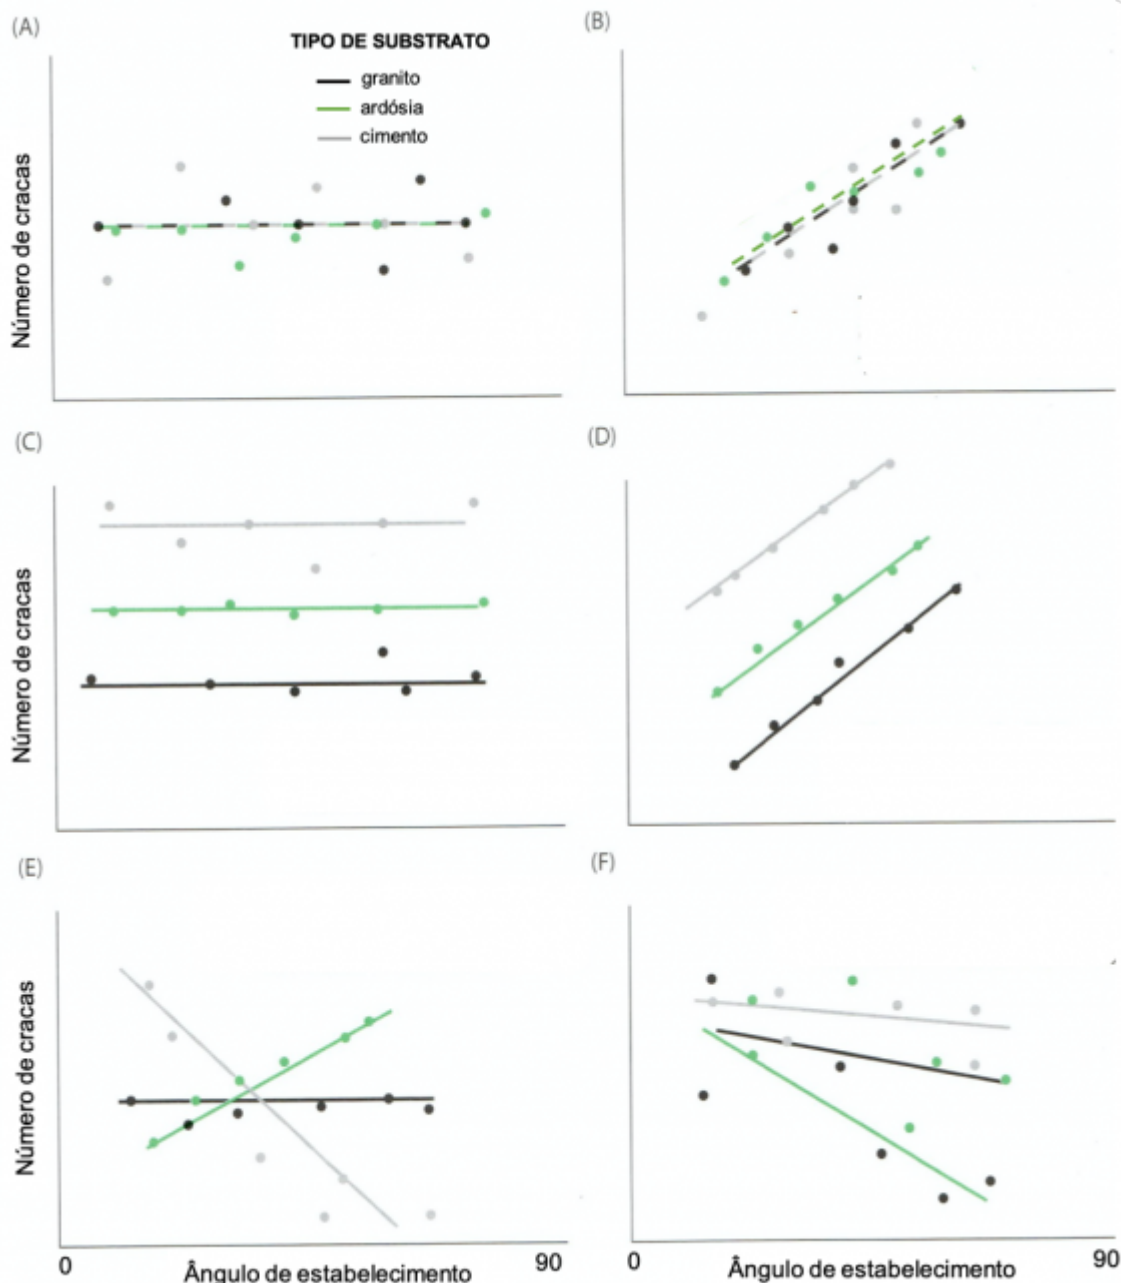 (A)
TIPO DE SUBSTRATO
granito
ardósia
cimento
Número de cracas
(B)
(C)
Número de cracas
(D)
(E)
Número de cracas
0
90
Ângulo de estabelecimento
(F)
0
90
Ângulo de estabelecimento